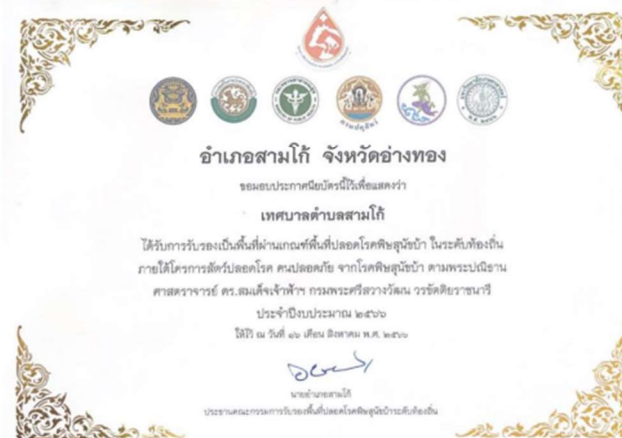 อำเภอสามโก้ จังหวัดอ่างทอง
ขอมอบประกาศนียบัตรนี้ไว้เพื่อแสดงว่า
เทศบาลตำบลสามโก้
ได้รับการรับรองเป็นพื้นที่ผ่านเกณฑ์พื้นที่ปลอดโรคพิษสุนัขบ้า ในระดับท้องถิ่น
ภายใต้โครงการสัตว์ปลอดโรค คนปลอดภัย จากโรคพิษสุนัขบ้า ตามพระปณิธาน
ศาสตราจารย์ ดร.สมเด็จเจ้าฟ้าฯ กรมพระศรีสวางควัฒน วรขัตติยราชนารี
ประจำปีงบประมาณ ๒๕๖๖
ให้ไว้ ณ วันที่ ๑๖ เดือน สิงหาคม พ.ศ. ๒๕๖๖
นายอำเภอสามโก้
ประธานคณะกรรมการรับรองพื้นที่ปลอดโรคพิษสุนัขบ้าระดับท้องถิ่น